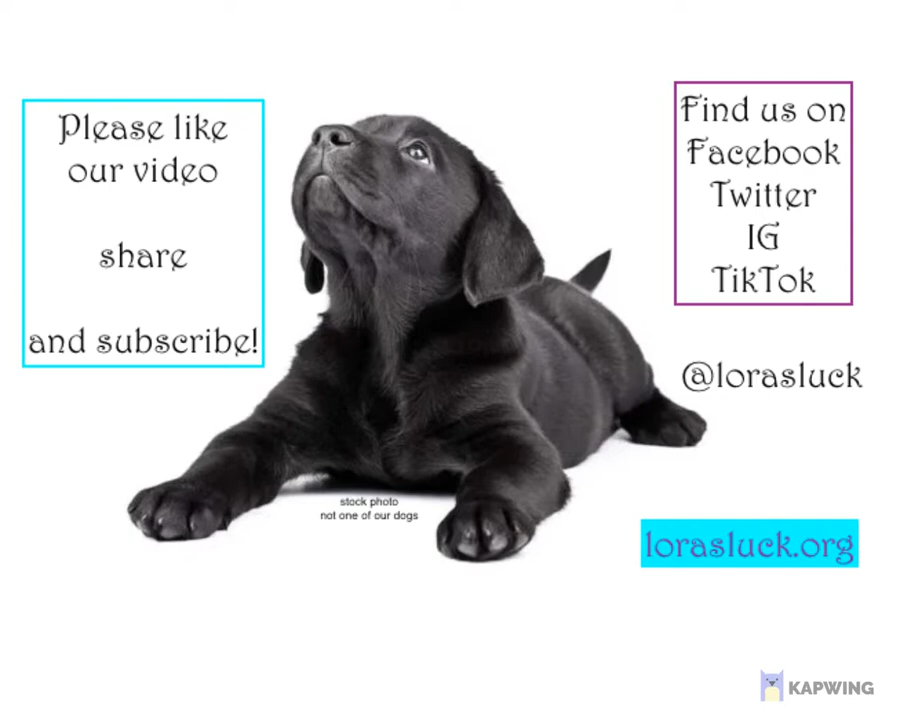 Please like
our video
share
and subscribe!
Find us on
Facebook
Twitter
IG
TikTok
@lorasluck
stock photo
not one of our dogs
lorasluck.org
KAPWING